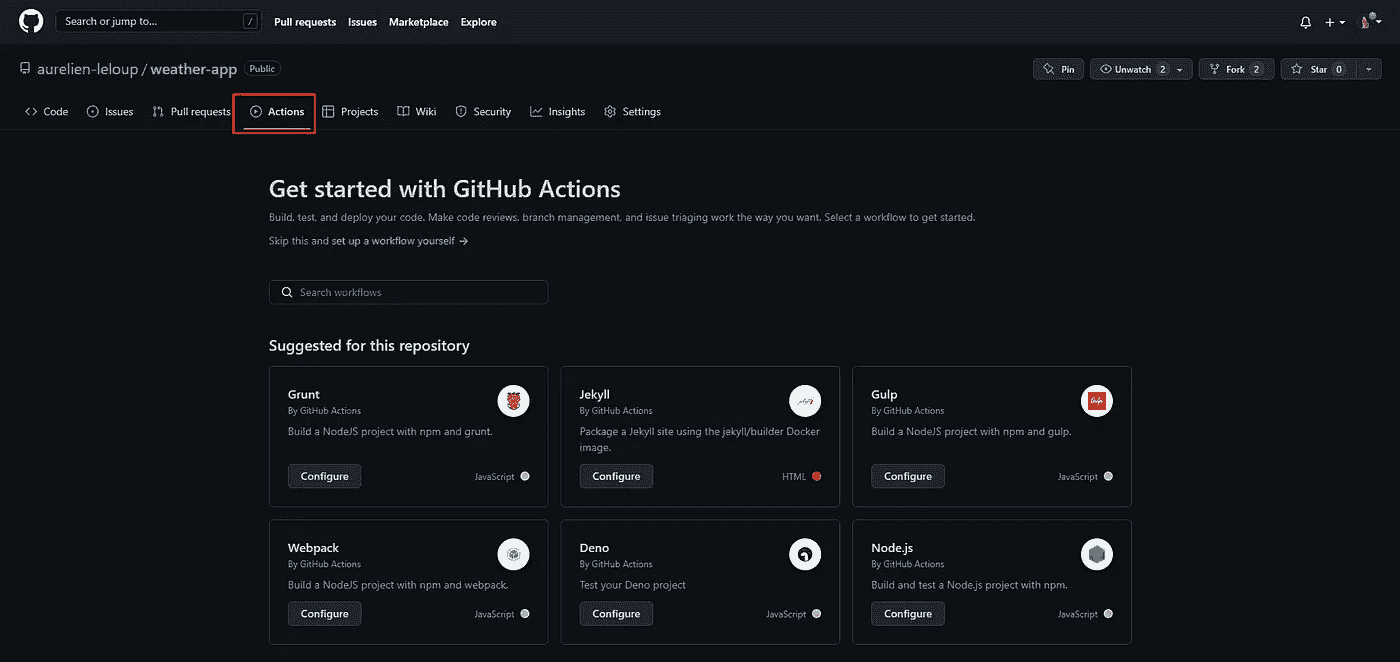 Search or jump to... /
Pull requests Issues Marketplace Explore
aurelien-leloup / weather-app Public
Pin Unwatch 2 Fork 2 Star 0
Code Issues Pull requests Actions Projects Wiki Security Insights Settings
Get started with GitHub Actions
Build, test, and deploy your code. Make code reviews, branch management, and issue triaging work the way you want. Select a workflow to get started.
Skip this and set up a workflow yourself →
Search workflows
Suggested for this repository
Grunt
By GitHub Actions
Build a NodeJS project with npm and grunt.
Configure JavaScript
Jekyll
By GitHub Actions
Package a Jekyll site using the jekyll/builder Docker
image.
Configure HTML
Gulp
By GitHub Actions
Build a NodeJS project with npm and gulp.
Configure JavaScript
Webpack
By GitHub Actions
Build a NodeJS project with npm and webpack.
Configure JavaScript
Deno
By GitHub Actions
Test your Deno project
Configure JavaScript
Node.js
By GitHub Actions
Build and test a Node.js project with npm.
Configure JavaScript